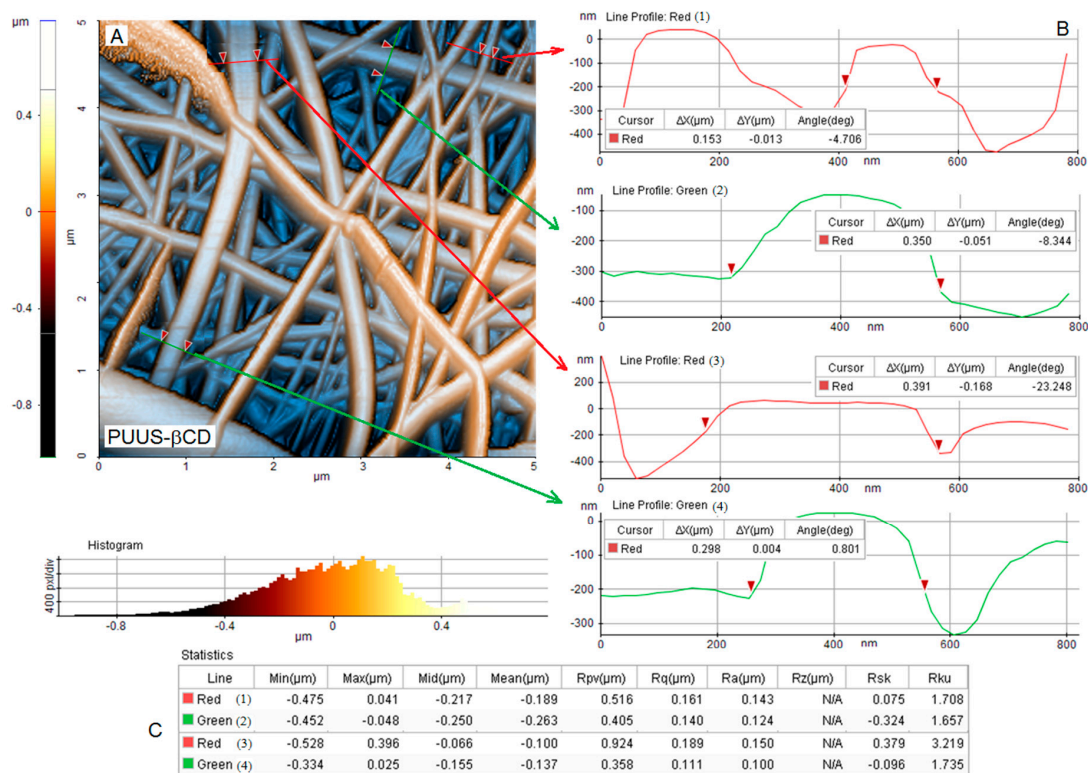 µm
0.4
0
-0.4
-0.8
A
5
4
3
2
1
0
µm
PUUS-βCD
0 1 2 3 4 5
µm
B
nm Line Profile: Red (1)
0
-100
-200
-300
-400
Cursor ΔX(µm) ΔY(µm) Angle(deg)
Red 0.153 -0.013 -4.706
0 200 400 600 800
nm
nm Line Profile: Green (2)
-100
-200
-300
-400
Cursor ΔX(µm) ΔY(µm) Angle(deg)
Red 0.350 -0.051 -8.344
0 200 400 600 800
nm
nm Line Profile: Red (3)
200
0
-200
-400
Cursor ΔX(µm) ΔY(µm) Angle(deg)
Red 0.391 -0.168 -23.248
0 200 400 600 800
nm
nm Line Profile: Green (4)
0
-100
-200
-300
Cursor ΔX(µm) ΔY(µm) Angle(deg)
Red 0.298 0.004 0.801
0 200 400 600 800
nm
Histogram
400 pxt/div
-0.8 -0.4 0 0.4
µm
C
Statistics
Line Min(µm) Max(µm) Mid(µm) Mean(µm) Rpv(µm) Rq(µm) Ra(µm) Rz(µm) Rsk Rku
Red (1) -0.475 0.041 -0.217 -0.189 0.516 0.161 0.143 N/A 0.075 1.708
Green (2) -0.452 -0.048 -0.250 -0.263 0.405 0.140 0.124 N/A -0.324 1.657
Red (3) -0.528 0.396 -0.066 -0.100 0.924 0.189 0.150 N/A 0.379 3.219
Green (4) -0.334 0.025 -0.155 -0.137 0.358 0.111 0.100 N/A -0.096 1.735